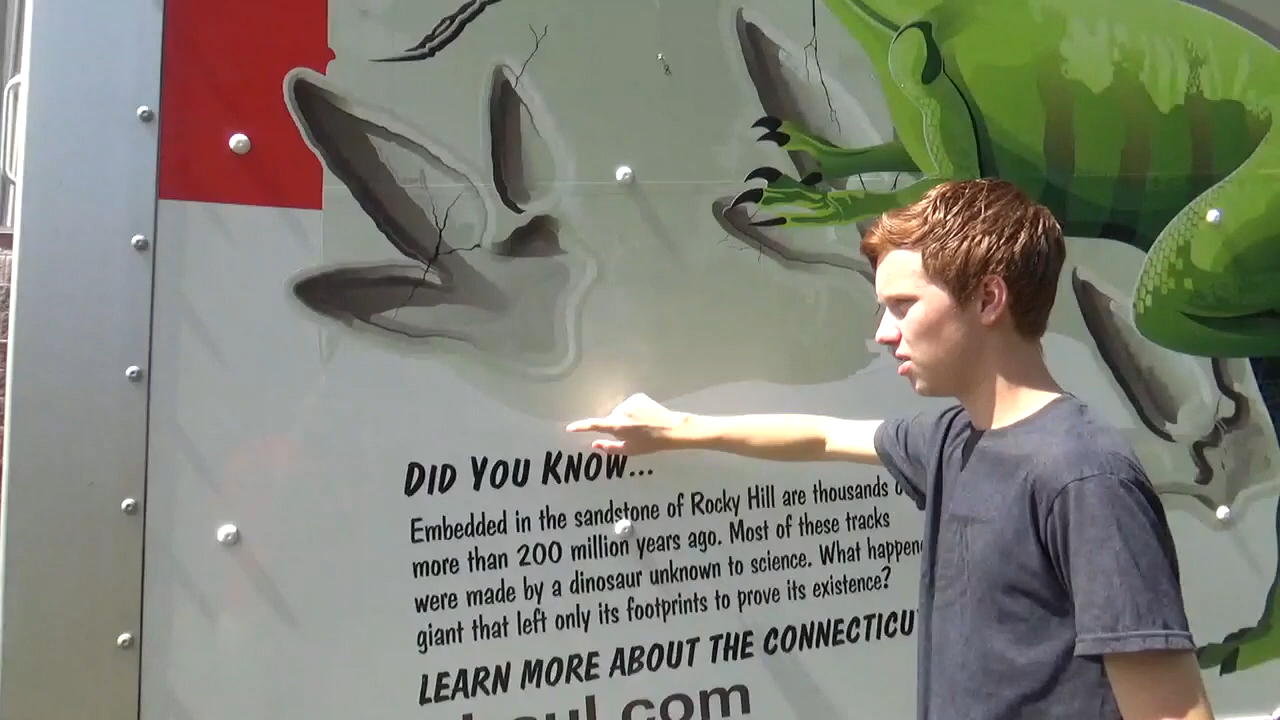 DID YOU KNOW...
Embedded in the sandstone of Rocky Hill are thousands
more than 200 million years ago. Most of these tracks
were made by a dinosaur unknown to science. What
giant that left only its footprints to prove its existence?
LEARN MORE ABOUT THE
.com